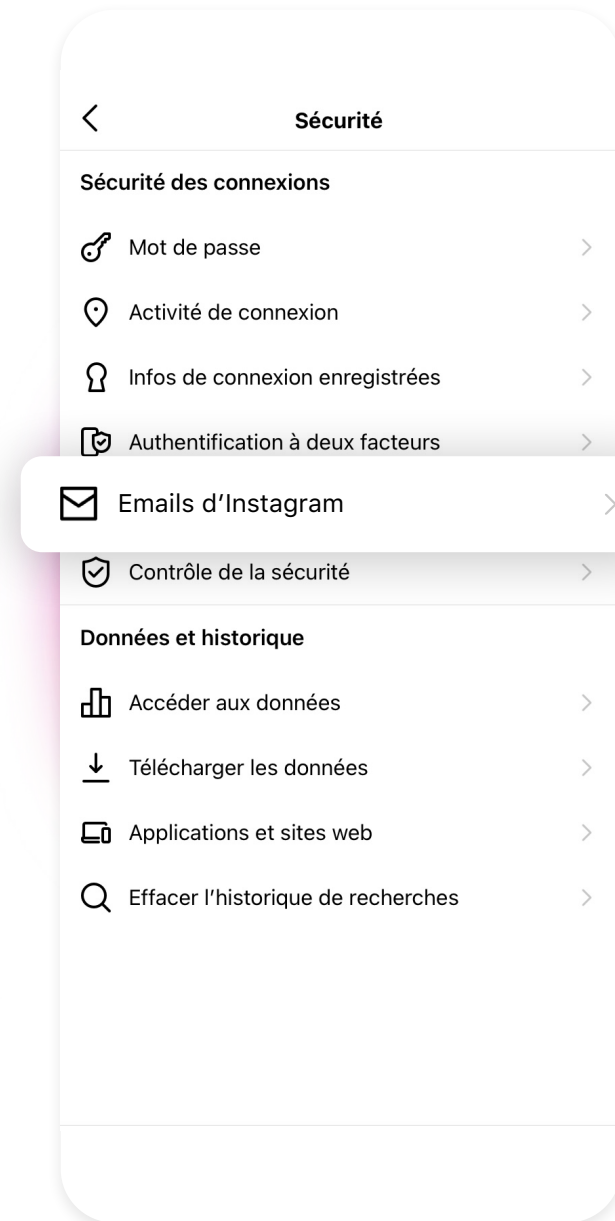 Sécurité
Sécurité des connexions
Mot de passe
Activité de connexion
Infos de connexion enregistrées
Authentification à deux facteurs
Emails d’Instagram
Contrôle de la sécurité
Données et historique
Accéder aux données
Télécharger les données
Applications et sites web
Effacer l’historique de recherches